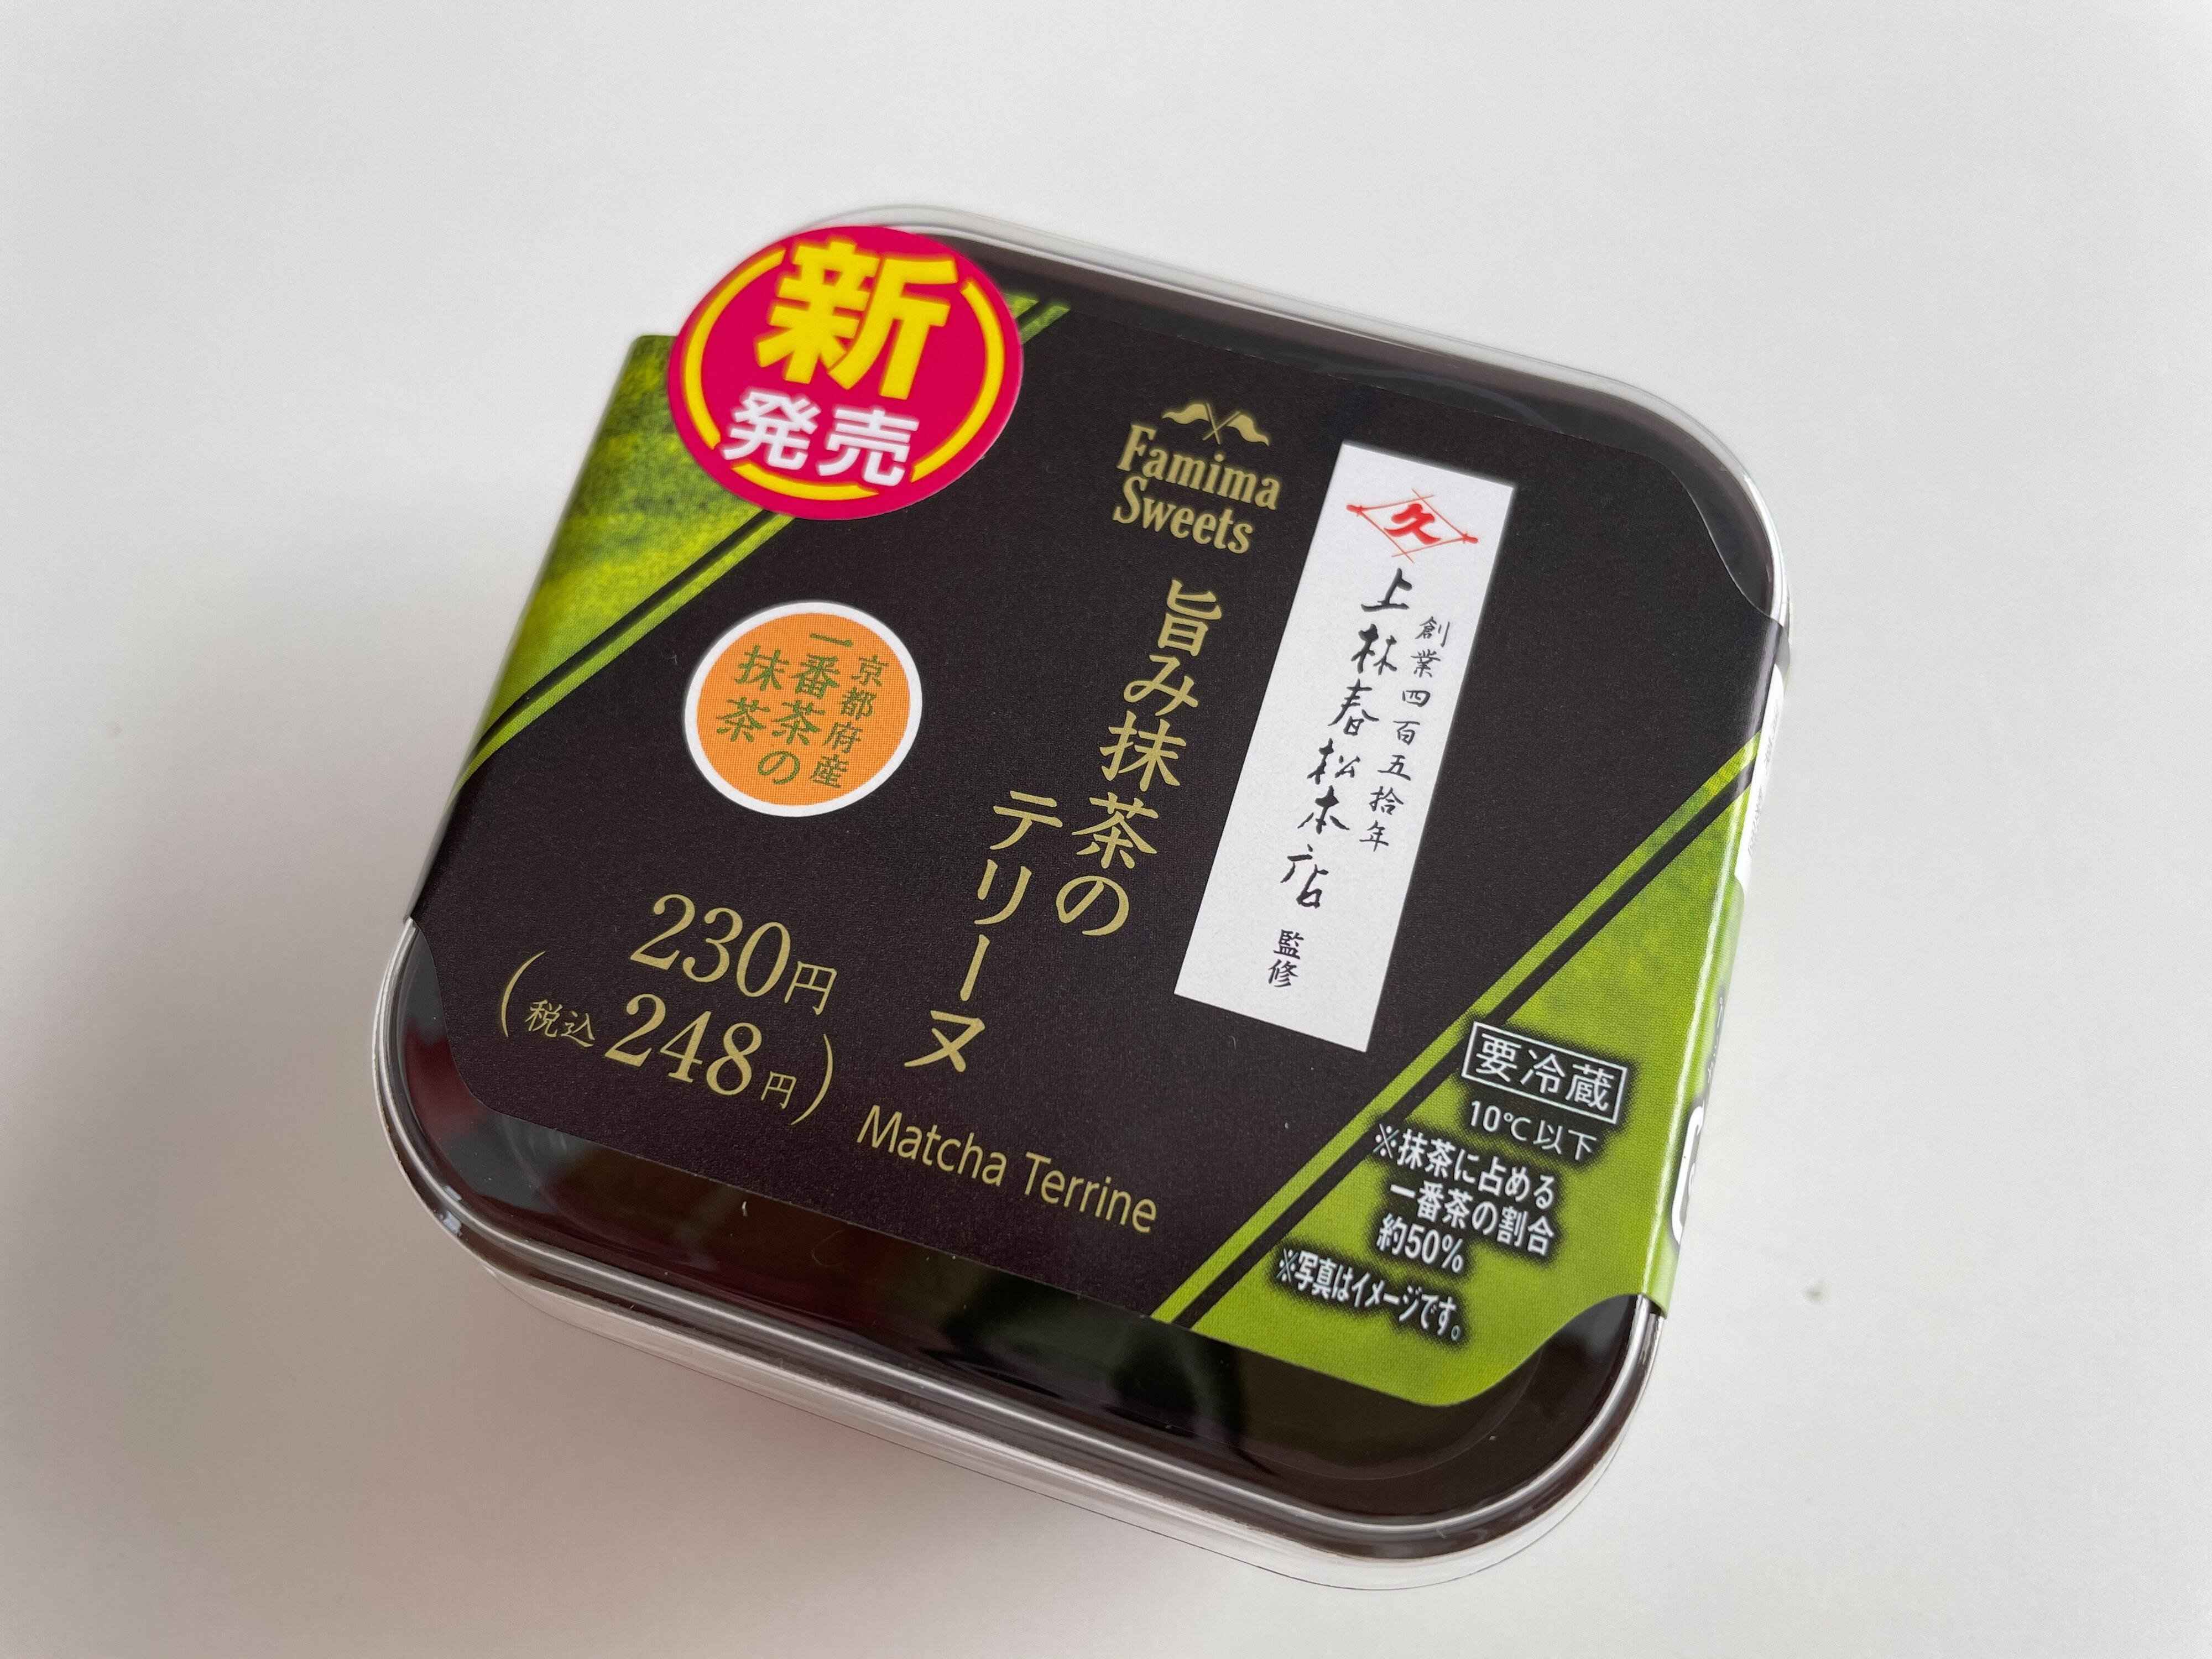 新
発売
Famima
Sweets
久
創業四百五拾年
上林春松本店
監修
旨み抹茶の
テリーヌ
京都府産
一番茶の
抹茶
230円
(税込248円)
Matcha Terrine
要冷蔵
10℃以下
※抹茶に占める
一番茶の割合
約50%
※写真はイメージです。